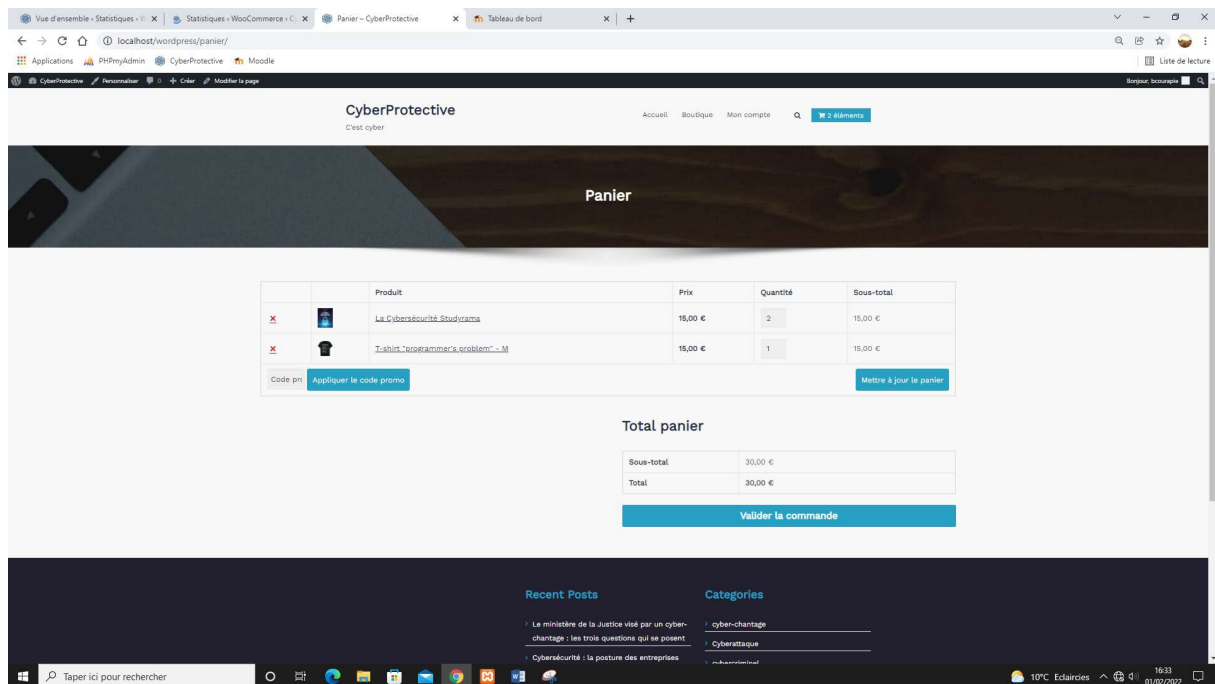 Vue d'ensemble ‹ Statistiques ‹
Statistiques ‹ WooCommerce ‹
Panier – CyberProtective
Tableau de bord
localhost/wordpress/panier/
Applications PHPmyAdmin CyberProtective Moodle
Liste de lecture
CyberProtective Personnaliser 0 Créer Modifier la page
Bonjour, bcourapie
CyberProtective
C'est cyber
Accueil Boutique Mon compte 2 éléments
Panier
Produit Prix Quantité Sous-total
× La Cybersécurité Studyrama 15,00 € 2 15,00 €
× T-shirt "programmer's problem" - M 15,00 € 1 15,00 €
Code pr Appliquer le code promo Mettre à jour le panier
Total panier
Sous-total 30,00 €
Total 30,00 €
Valider la commande
Recent Posts
Le ministère de la Justice visé par un cyber-
chantage : les trois questions qui se posent
Cybersécurité : la posture des entreprises
Categories
cyber-chantage
Cyberattaque
cybercriminel
Taper ici pour rechercher
10°C Eclaircies
16:33
01/02/2022